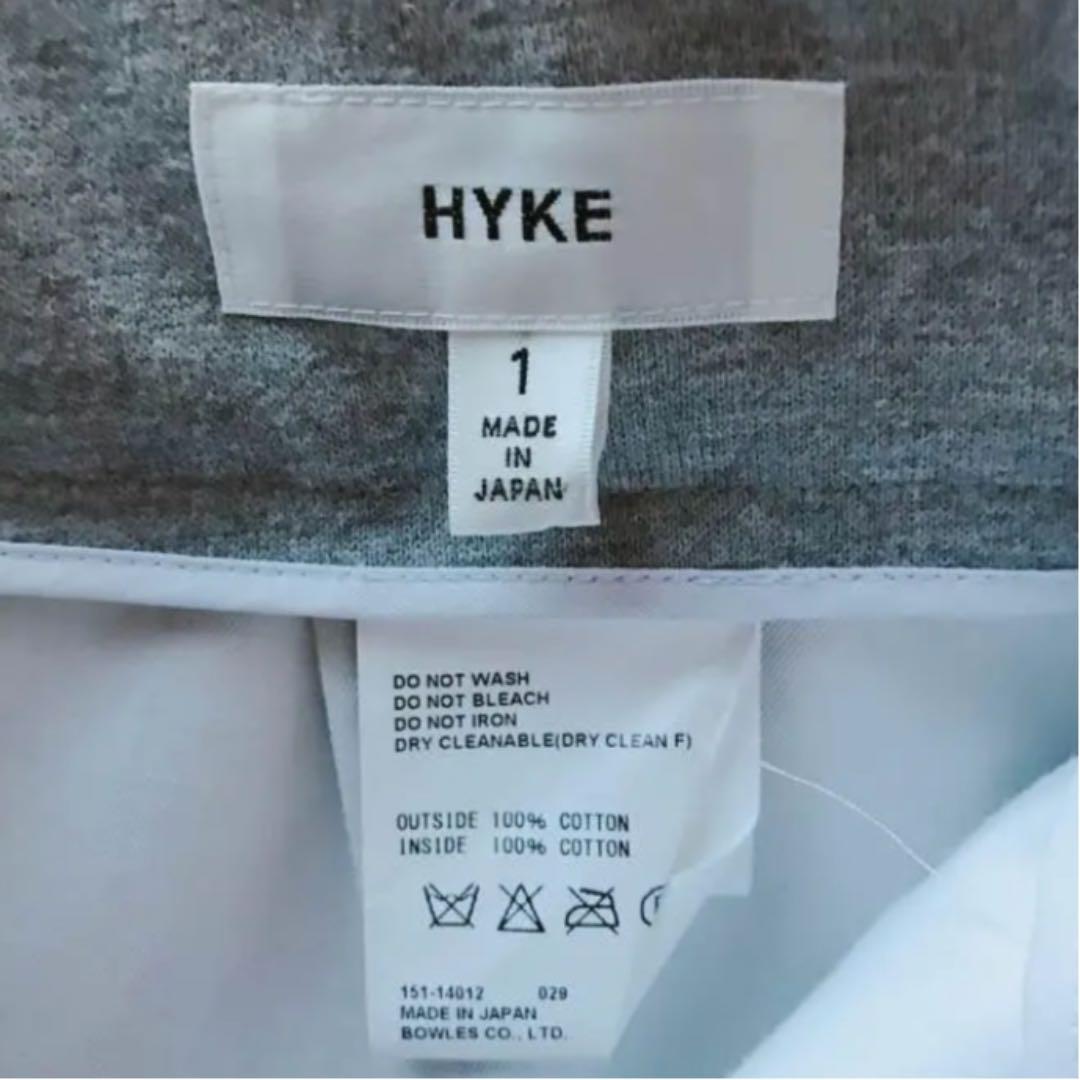 HYKE
1
MADE
IN
JAPAN
DO NOT WASH
DO NOT BLEACH
DO NOT IRON
DRY CLEANABLE(DRY CLEAN F)
OUTSIDE 100% COTTON
INSIDE 100% COTTON
151-14012 029
MADE IN JAPAN
BOWLES CO., LTD.